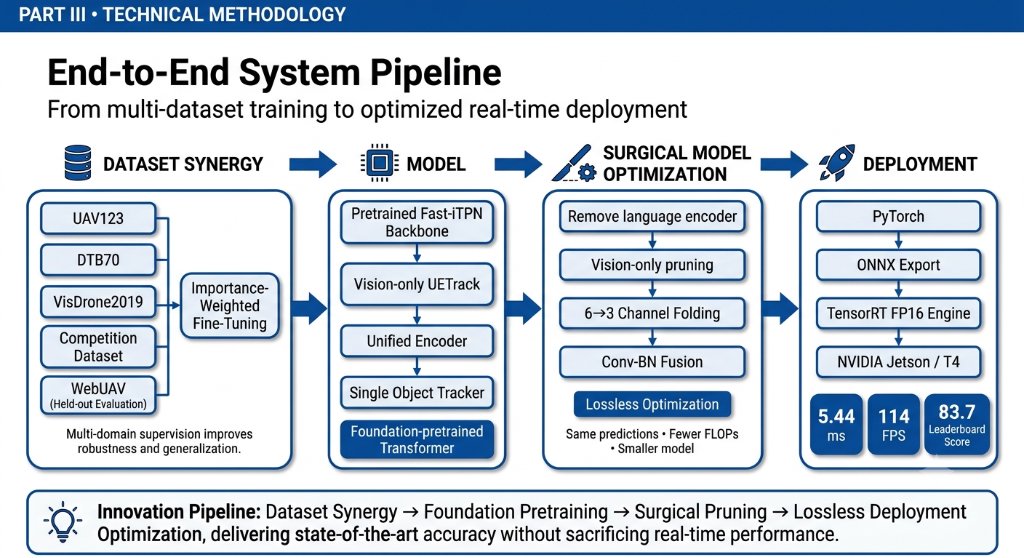 PART III • TECHNICAL METHODOLOGY
End-to-End System Pipeline
From multi-dataset training to optimized real-time deployment
DATASET SYNERGY
UAV123
DTB70
VisDrone2019
Competition
Dataset
WebUAV
(Held-out Evaluation)
Importance-
Weighted
Fine-Tuning
Multi-domain supervision improves
robustness and generalization.
MODEL
Pretrained Fast-iTPN
Backbone
Vision-only UETrack
Unified Encoder
Single Object Tracker
Foundation-pretrained
Transformer
SURGICAL MODEL
OPTIMIZATION
Remove language encoder
Vision-only pruning
6→3 Channel Folding
Conv-BN Fusion
Lossless Optimization
Same predictions • Fewer FLOPs
• Smaller model
DEPLOYMENT
PyTorch
ONNX Export
TensorRT FP16 Engine
NVIDIA Jetson / T4
5.44
ms
114
FPS
83.7
Leaderboard
Score
Innovation Pipeline: Dataset Synergy → Foundation Pretraining → Surgical Pruning → Lossless Deployment
Optimization, delivering state-of-the-art accuracy without sacrificing real-time performance.